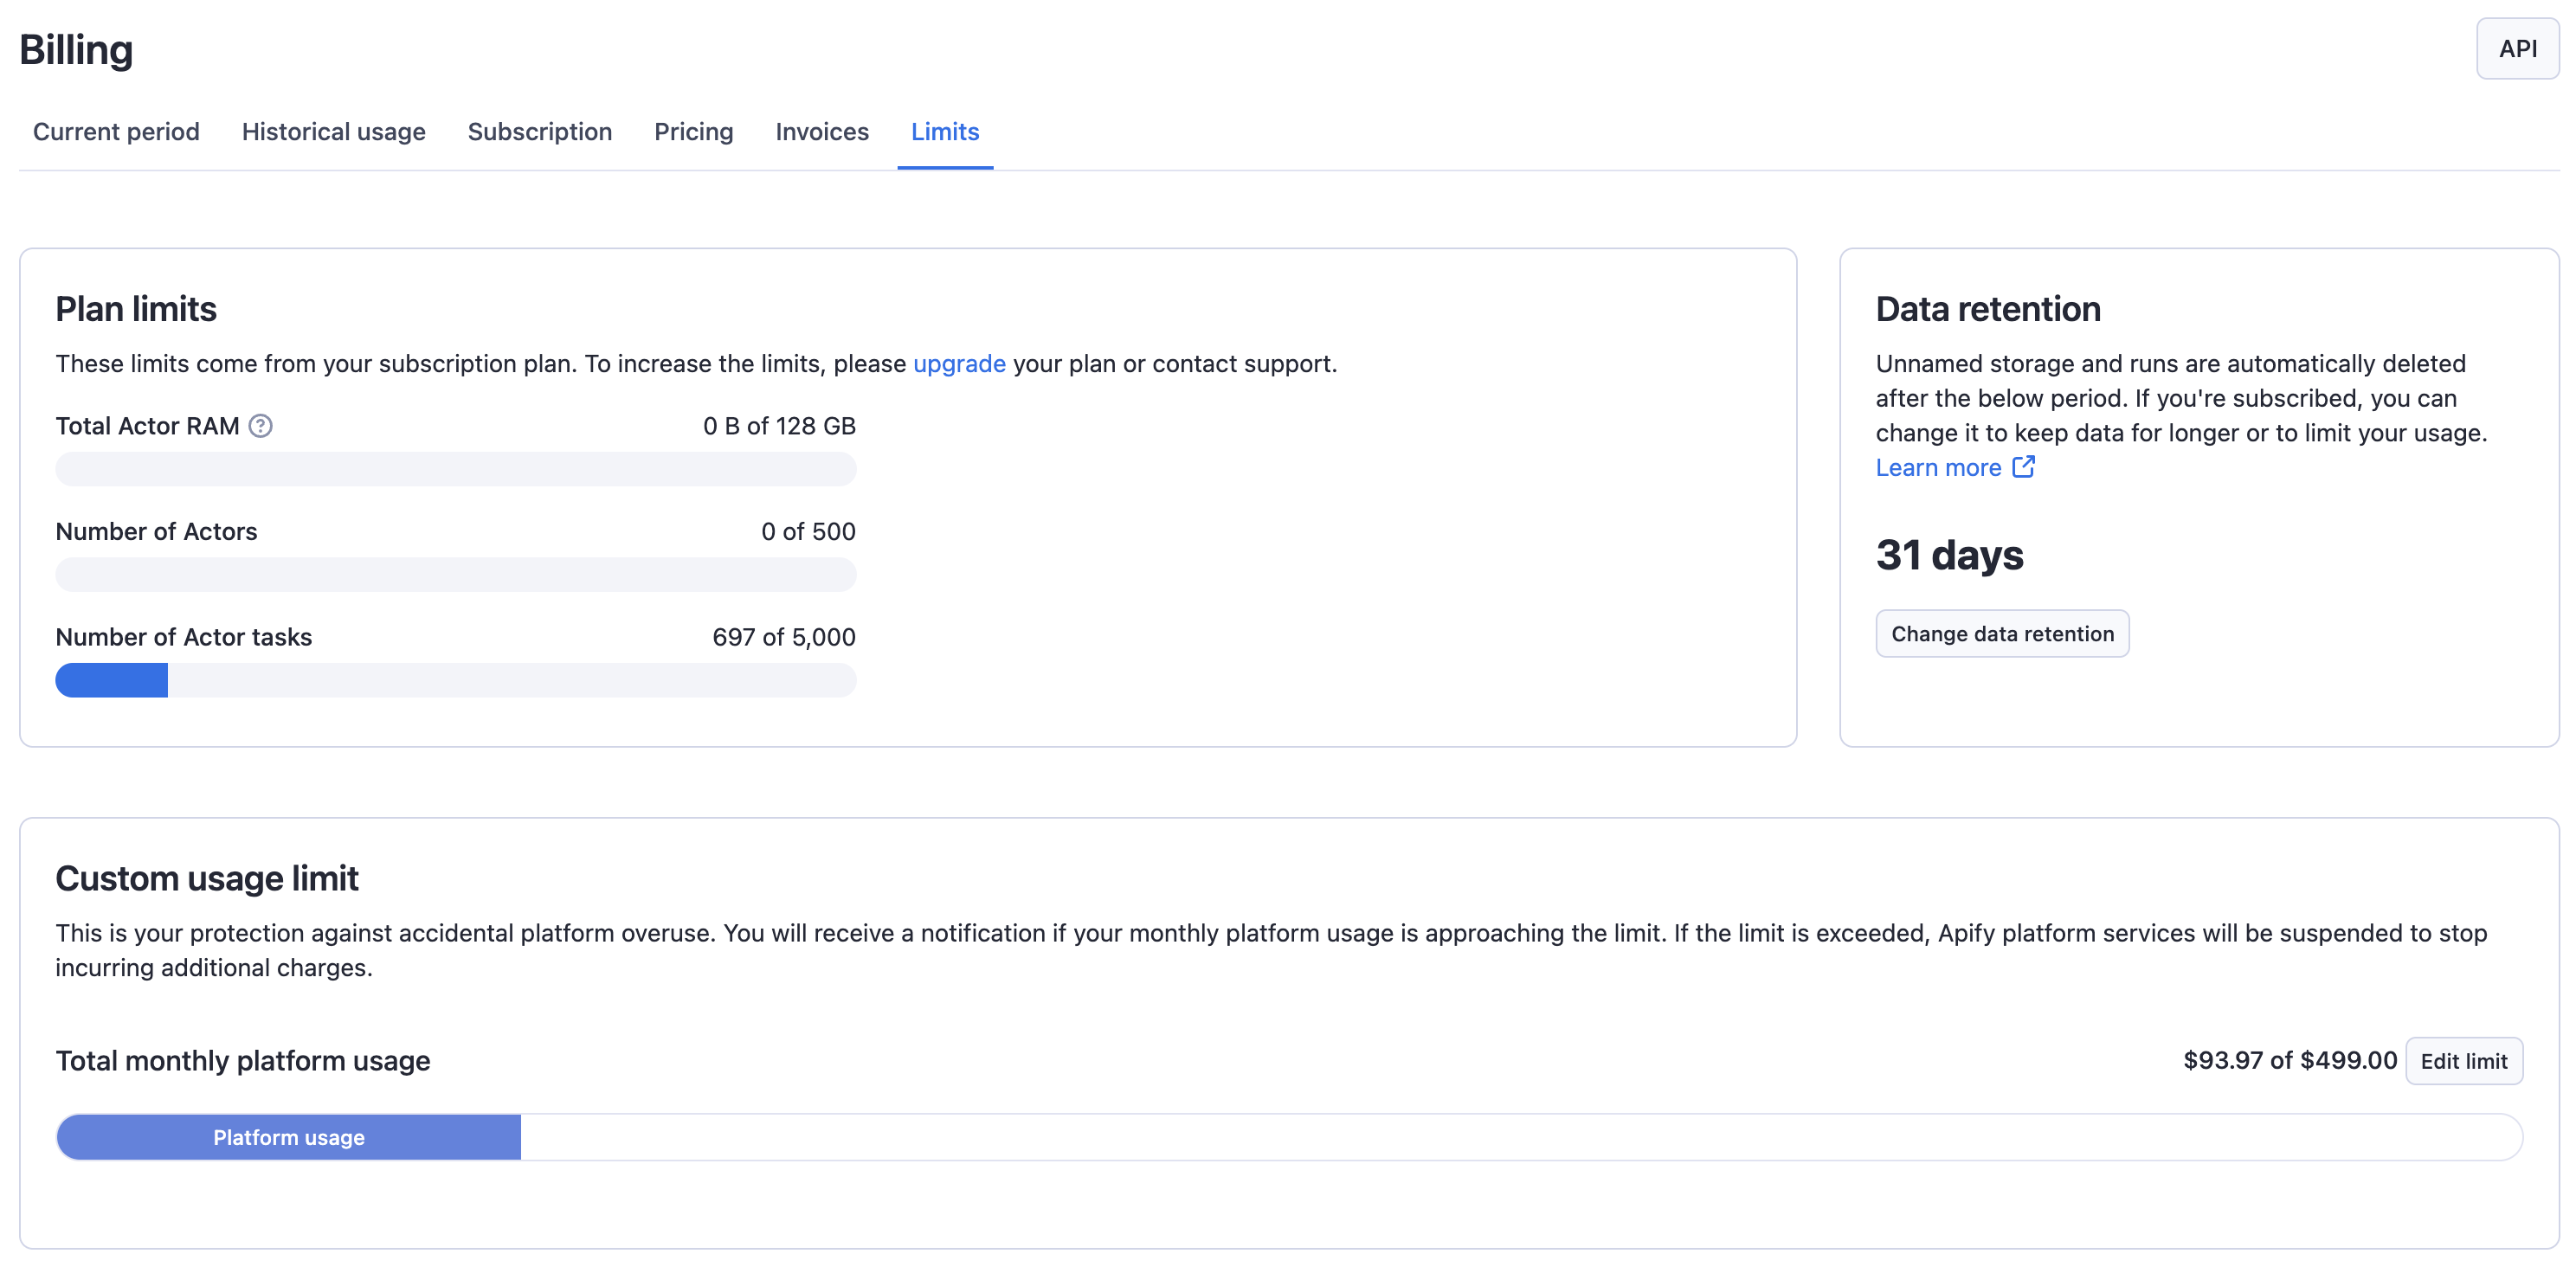 Billing
API
Current period
Historical usage
Subscription
Pricing
Invoices
Limits
Plan limits
These limits come from your subscription plan. To increase the limits, please upgrade your plan or contact support.
Total Actor RAM ?
0 B of 128 GB
Number of Actors
0 of 500
Number of Actor tasks
697 of 5,000
Data retention
Unnamed storage and runs are automatically deleted
after the below period. If you're subscribed, you can
change it to keep data for longer or to limit your usage.
Learn more
31 days
Change data retention
Custom usage limit
This is your protection against accidental platform overuse. You will receive a notification if your monthly platform usage is approaching the limit. If the limit is exceeded, Apify platform services will be suspended to stop
incurring additional charges.
Total monthly platform usage
$93.97 of $499.00
Edit limit
Platform usage